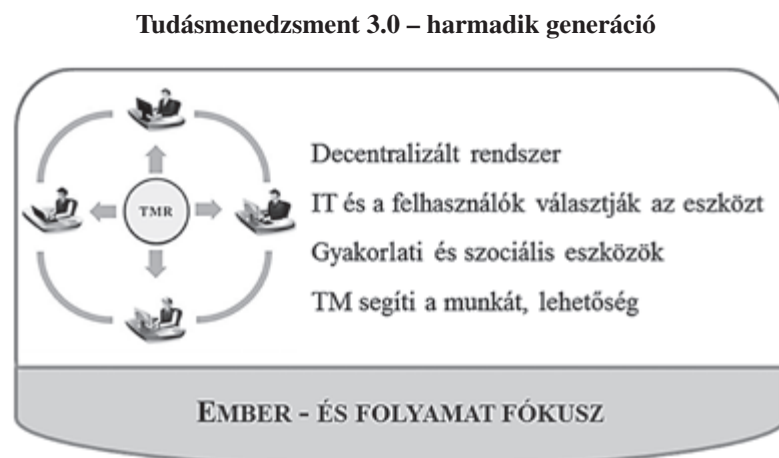 Tudásmenedzsment 3.0 – harmadik generáció
TMR
Decentralizált rendszer
IT és a felhasználók választják az eszközt
Gyakorlati és szociális eszközök
TM segíti a munkát, lehetőség
EMBER - ÉS FOLYAMAT FÓKUSZ